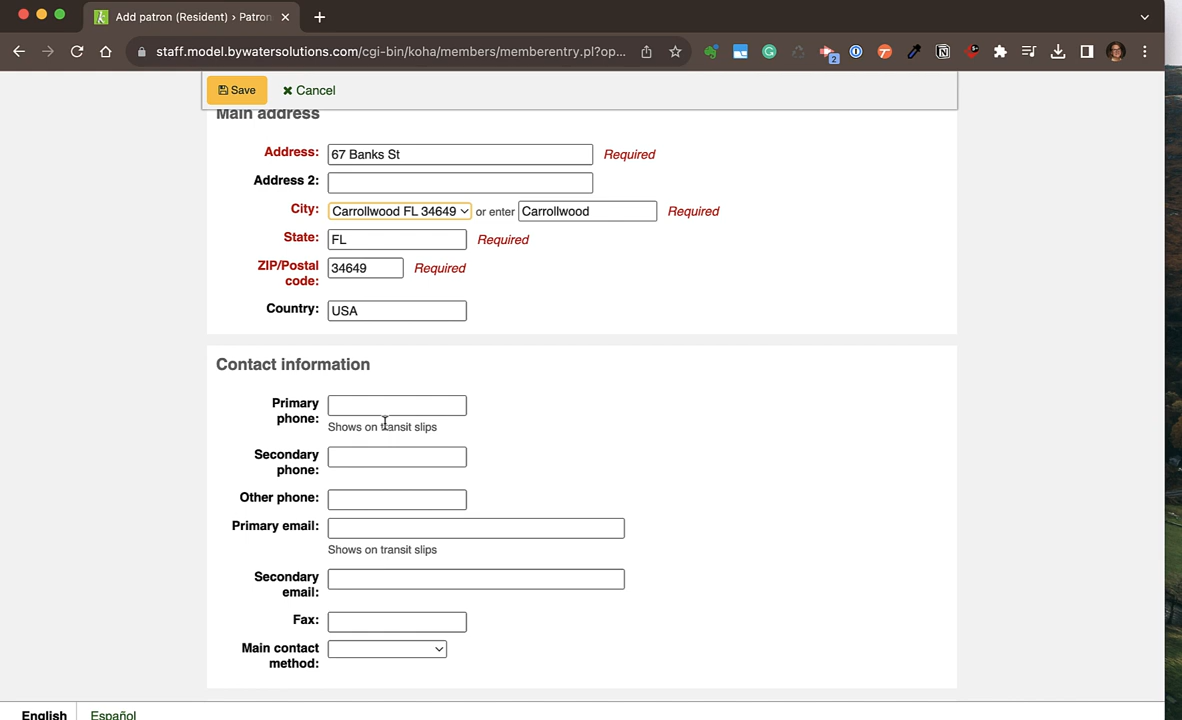 Add patron (Resident) › Patron
staff.model.bywatersolutions.com/cgi-bin/koha/members/memberentry.pl?op...
2
Save Cancel
Main address
Address: 67 Banks St Required
Address 2:
City: Carrollwood FL 34649 or enter Carrollwood Required
State: FL Required
ZIP/Postal
code: 34649 Required
Country: USA
Contact information
Primary
phone:
Shows on transit slips
Secondary
phone:
Other phone:
Primary email:
Shows on transit slips
Secondary
email:
Fax:
Main contact
method:
English Español